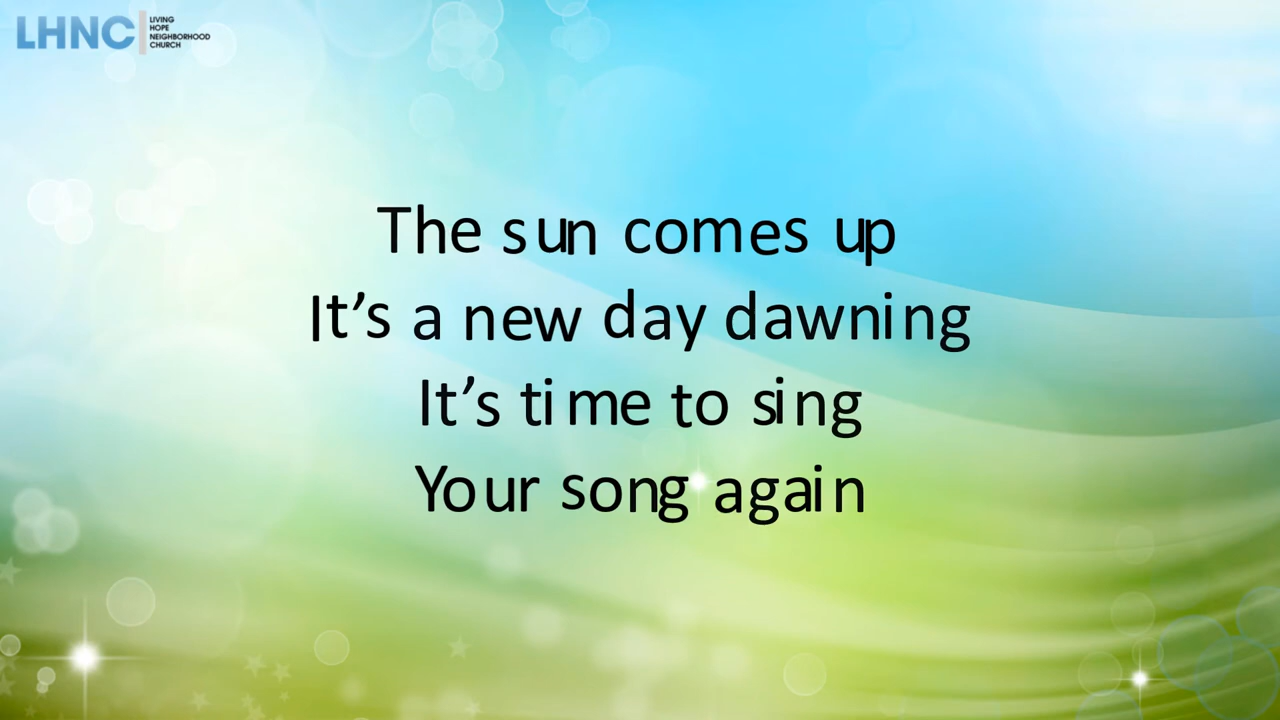 LHNC
LIVING
HOPE
NEIGHBORHOOD
CHURCH
The sun comes up
It’s a new day dawning
It’s time to sing
Your song again